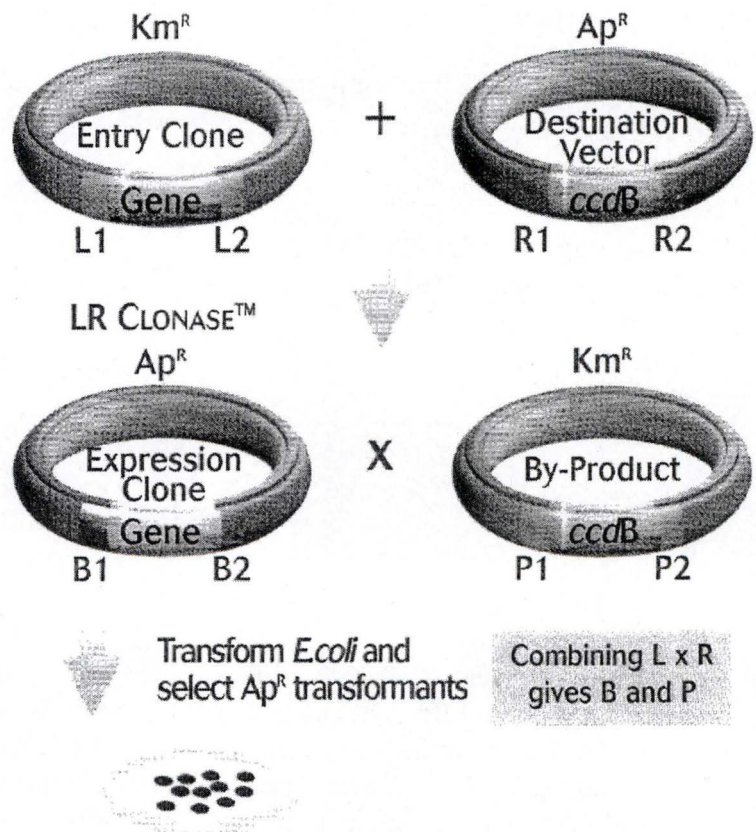 Km^R
Ap^R
Entry Clone
+
Destination
Vector
Gene
ccdB
L1 L2
R1 R2
LR CLONASE™
Ap^R
Km^R
Expression
Clone
X
By-Product
Gene
ccdB
B1 B2
P1 P2
Transform Ecoli and
select Ap^R transformants
Combining L x R
gives B and P